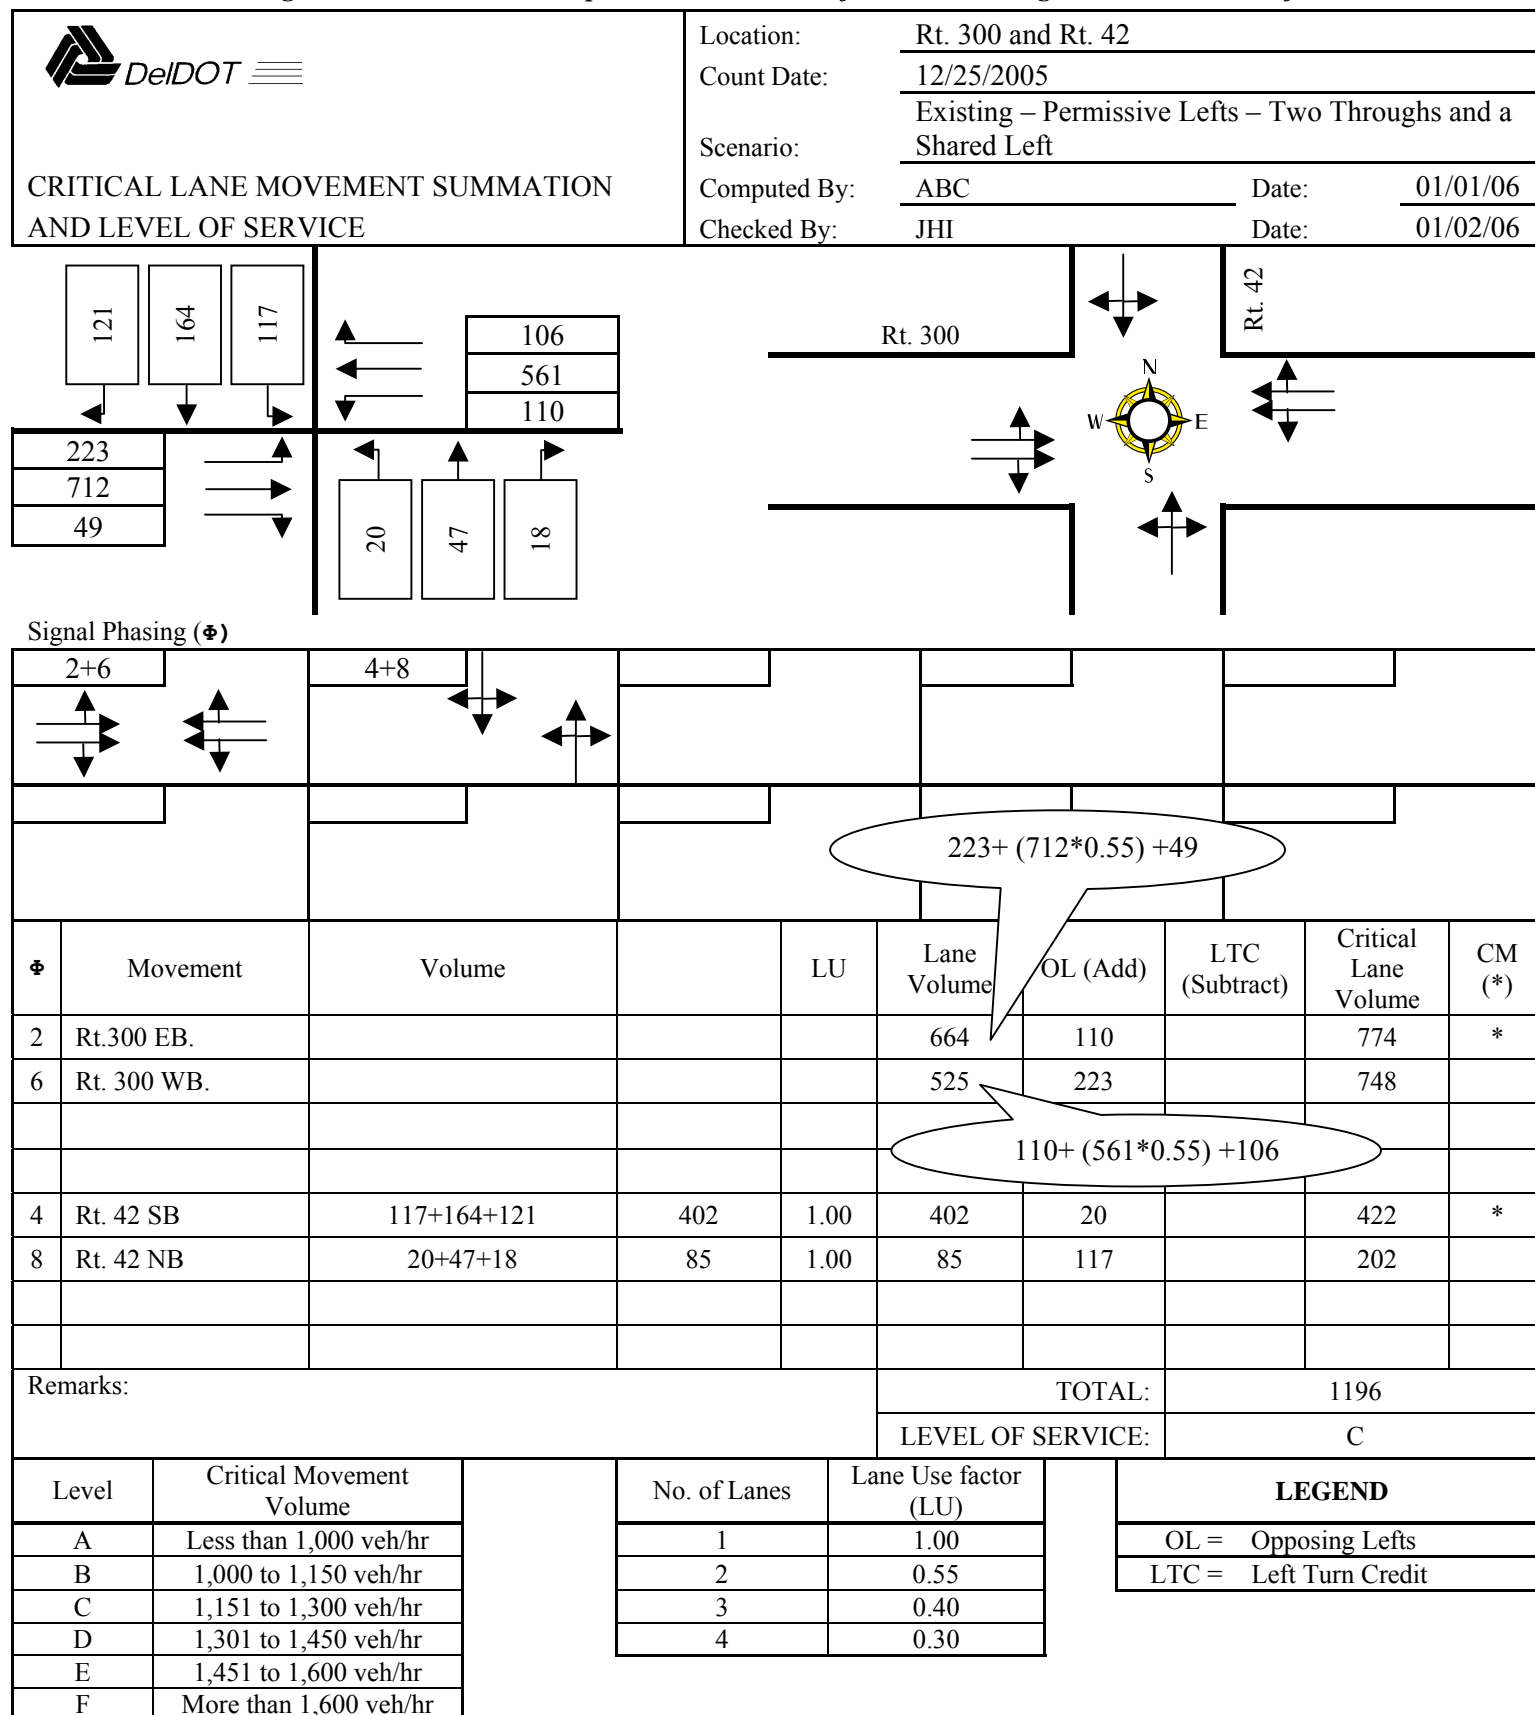 DelDOT
CRITICAL LANE MOVEMENT SUMMATION
AND LEVEL OF SERVICE
Location: Rt. 300 and Rt. 42
Count Date: 12/25/2005
Existing – Permissive Lefts – Two Throughs and a
Scenario: Shared Left
Computed By: ABC Date: 01/01/06
Checked By: JHI Date: 01/02/06
121 164 117
106
561
110
223
712
49
20 47 18
Rt. 300
Rt. 42
N
W E
S
Signal Phasing (Φ)
2+6 4+8
223+ (712*0.55) +49
Φ Movement Volume LU Lane Volume OL (Add) LTC (Subtract) Critical Lane Volume CM (*)
2 Rt.300 EB. 664 110 774 *
6 Rt. 300 WB. 525 223 748
110+ (561*0.55) +106
4 Rt. 42 SB 117+164+121 402 1.00 402 20 422 *
8 Rt. 42 NB 20+47+18 85 1.00 85 117 202
Remarks:
TOTAL: 1196
LEVEL OF SERVICE: C
Level Critical Movement Volume
A Less than 1,000 veh/hr
B 1,000 to 1,150 veh/hr
C 1,151 to 1,300 veh/hr
D 1,301 to 1,450 veh/hr
E 1,451 to 1,600 veh/hr
F More than 1,600 veh/hr
No. of Lanes Lane Use factor (LU)
1 1.00
2 0.55
3 0.40
4 0.30
LEGEND
OL = Opposing Lefts
LTC = Left Turn Credit